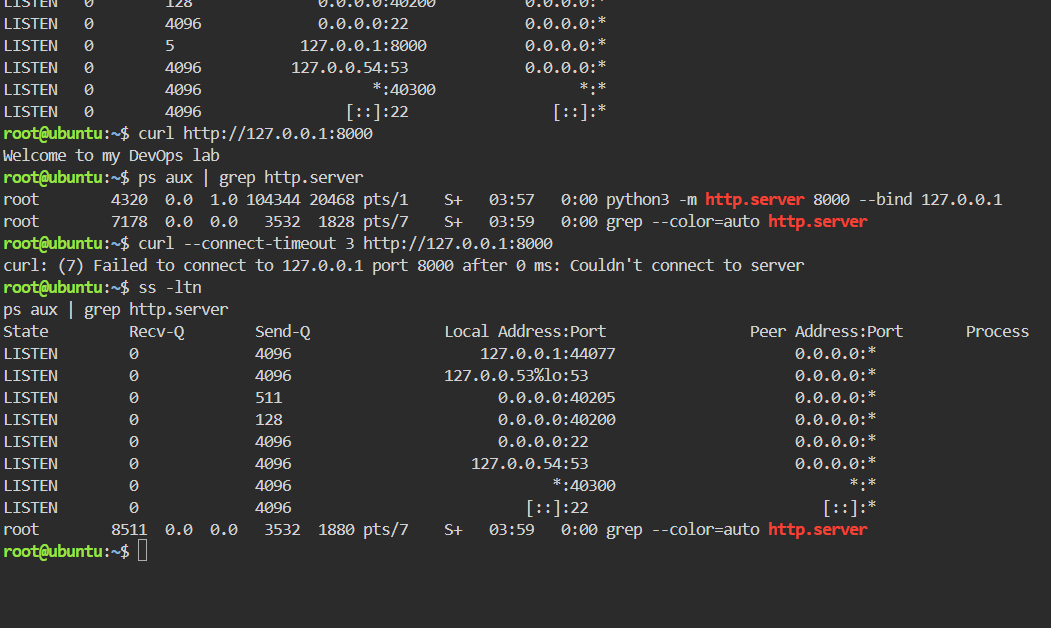 LISTEN 0 128 0.0.0.0:40200 0.0.0.0:*
LISTEN 0 4096 0.0.0.0:22 0.0.0.0:*
LISTEN 0 5 127.0.0.1:8000 0.0.0.0:*
LISTEN 0 4096 127.0.0.54:53 0.0.0.0:*
LISTEN 0 4096 *:40300 *:*
LISTEN 0 4096 [::]:22 [::]:*
root@ubuntu:~$ curl http://127.0.0.1:8000
Welcome to my DevOps lab
root@ubuntu:~$ ps aux | grep http.server
root 4320 0.0 1.0 104344 20468 pts/1 S+ 03:57 0:00 python3 -m http.server 8000 --bind 127.0.0.1
root 7178 0.0 0.0 3532 1828 pts/7 S+ 03:59 0:00 grep --color=auto http.server
root@ubuntu:~$ curl --connect-timeout 3 http://127.0.0.1:8000
curl: (7) Failed to connect to 127.0.0.1 port 8000 after 0 ms: Couldn't connect to server
root@ubuntu:~$ ss -ltn
ps aux | grep http.server
State Recv-Q Send-Q Local Address:Port Peer Address:Port Process
LISTEN 0 4096 127.0.0.1:44077 0.0.0.0:*
LISTEN 0 4096 127.0.0.53%lo:53 0.0.0.0:*
LISTEN 0 511 0.0.0.0:40205 0.0.0.0:*
LISTEN 0 128 0.0.0.0:40200 0.0.0.0:*
LISTEN 0 4096 0.0.0.0:22 0.0.0.0:*
LISTEN 0 4096 127.0.0.54:53 0.0.0.0:*
LISTEN 0 4096 *:40300 *:*
LISTEN 0 4096 [::]:22 [::]:*
root 8511 0.0 0.0 3532 1880 pts/7 S+ 03:59 0:00 grep --color=auto http.server
root@ubuntu:~$